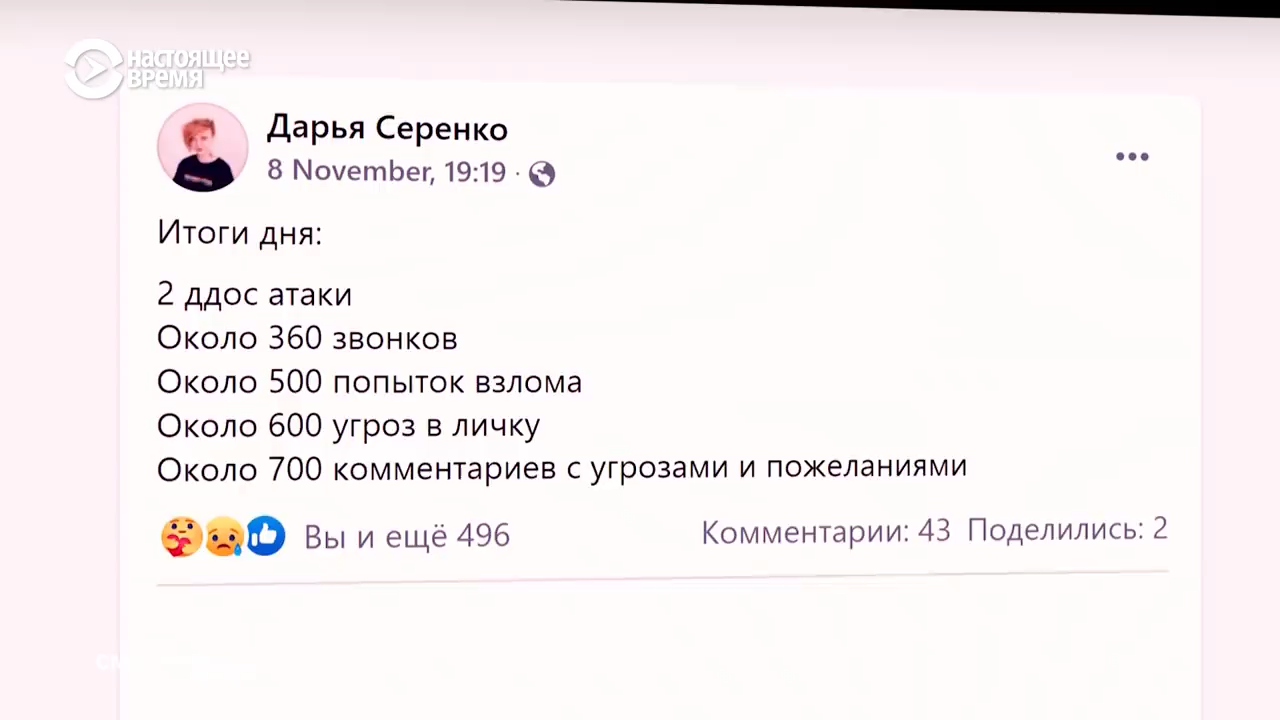 настоящее
время
Дарья Серенко
8 November, 19:19 ·
Итоги дня:
2 ддос атаки
Около 360 звонков
Около 500 попыток взлома
Около 600 угроз в личку
Около 700 комментариев с угрозами и пожеланиями
Вы и ещё 496 Комментарии: 43 Поделились: 2